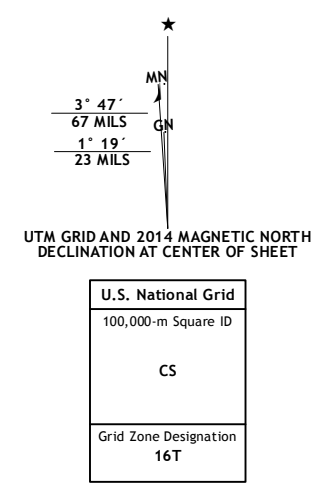 ★
MN
3° 47´
67 MILS
GN
1° 19´
23 MILS
UTM GRID AND 2014 MAGNETIC NORTH
DECLINATION AT CENTER OF SHEET
U.S. National Grid
100,000-m Square ID
CS
Grid Zone Designation
16T